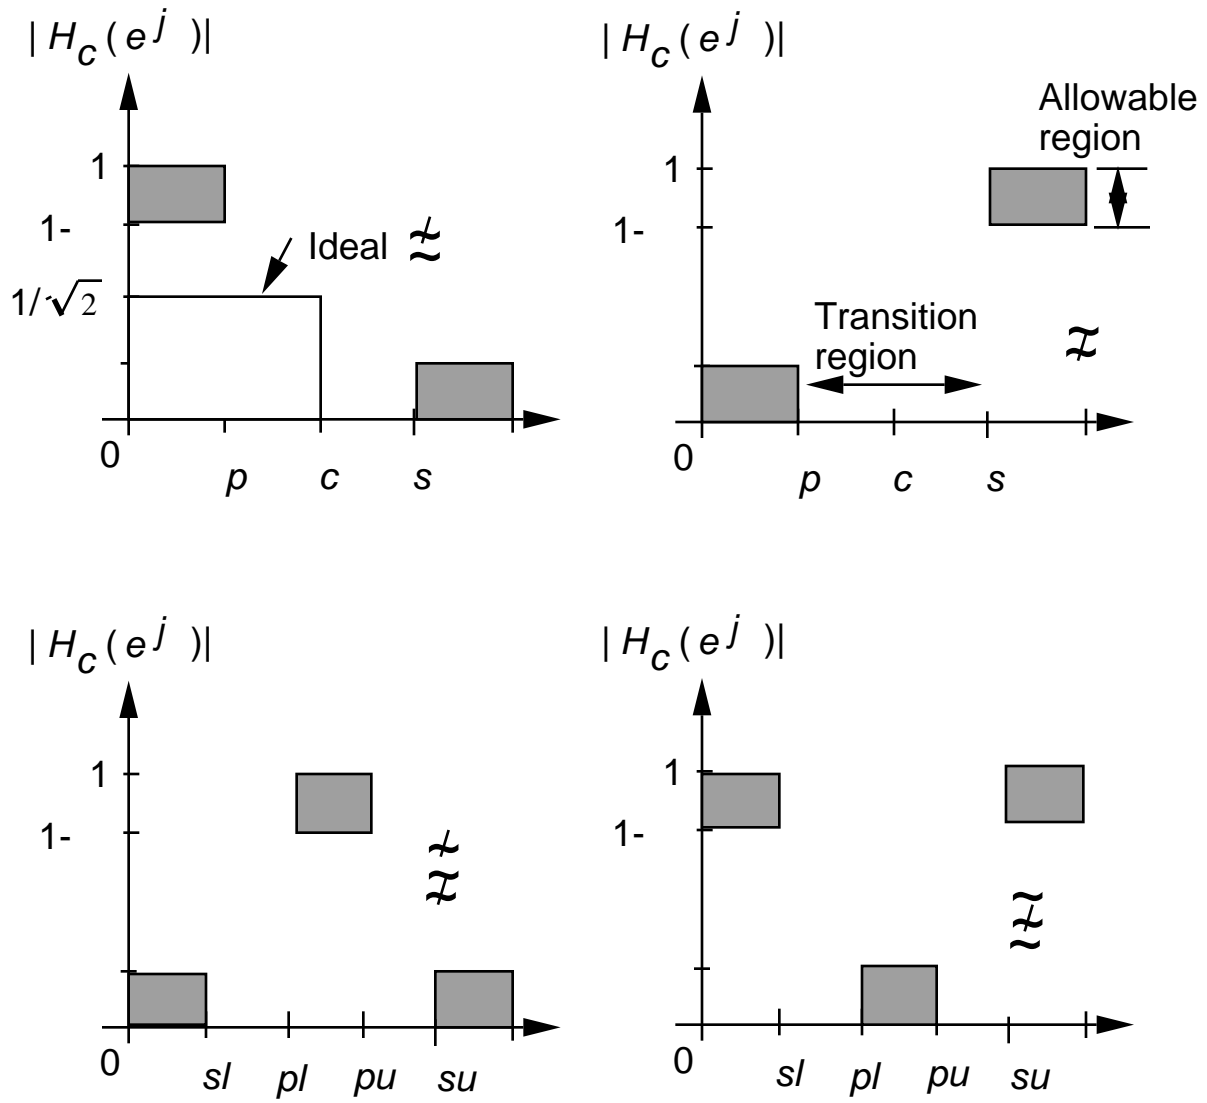 | H_c ( e^j )|
1
1-
Ideal
1/√2
0
p c s
| H_c ( e^j )|
Allowable
region
1
1-
Transition
region
0
p c s
| H_c ( e^j )|
1
1-
0
sl pl pu su
| H_c ( e^j )|
1
1-
0
sl pl pu su